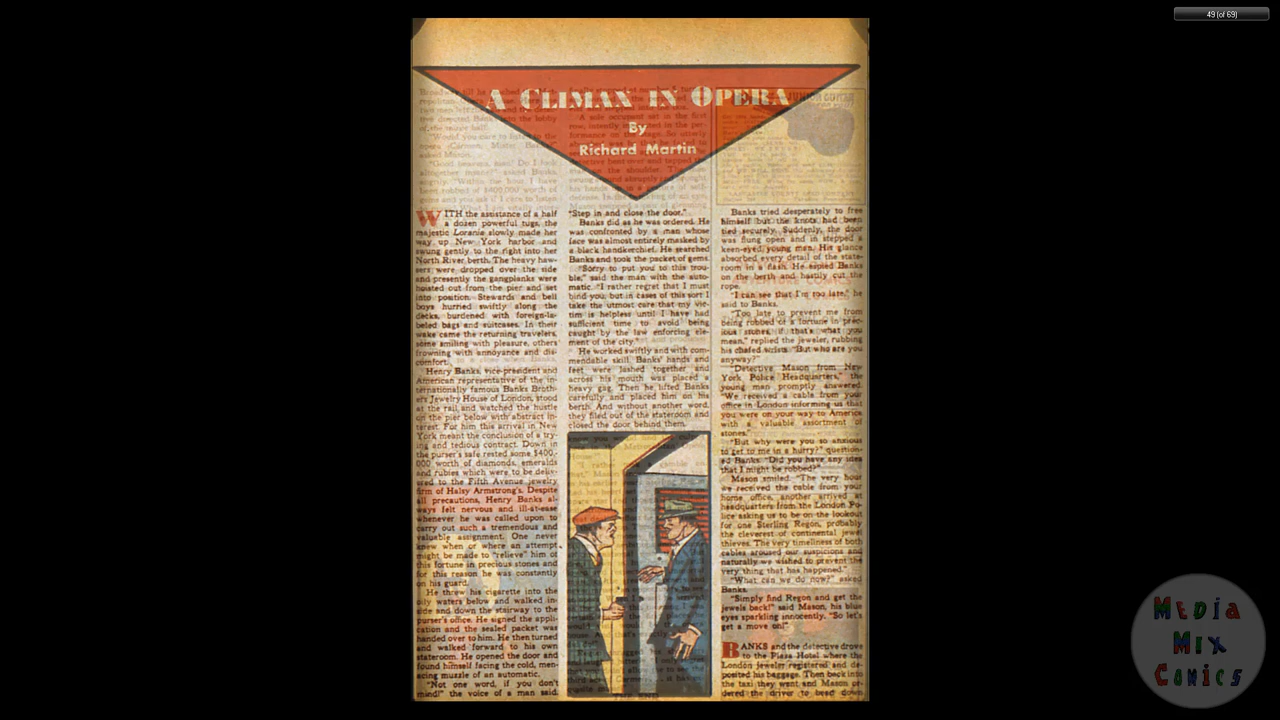 49 (of 69)
A CLIMAX IN OPERA
By
Richard Martin
WITH the assistance of a half
a dozen powerful tugs, the
majestic Lorania slowly made her
way up New York harbor and
swung gently to the right into her
North River berth. The heavy haw-
sers were dropped over the side
and presently the gangplanks were
hoisted out from the pier and set
into position. Stewards and bell
boys hurried swiftly along the
decks, burdened with foreign-la-
beled bags and suitcases. In their
wake came the returning travelers,
some smiling with pleasure, others
frowning with annoyance and dis-
comfort.
Henry Banks, vice-president and
American representative of the in-
ternationally famous Banks Broth-
ers Jewelry House of London, stood
at the rail and watched the hustle
on the pier below with abstract in-
terest. For him this arrival in New
York meant the conclusion of a try-
ing and tedious contract. Down in
the purser's safe rested some $400,-
000 worth of diamonds, emeralds
and rubies which were to be deliv-
ered to the Fifth Avenue jewelry
firm of Halsy Armstrong's. Despite
all precautions, Henry Banks al-
ways felt nervous and ill-at-ease
whenever he was called upon to
carry out such a tremendous and
valuable assignment. One never
knew when or where an attempt
might be made to "relieve" him of
this fortune in precious stones and
for this reason he was constantly
on his guard.
He threw his cigarette into the
oily waters below and walked in-
side and down the stairway to the
purser's office. He signed the appli-
cation and the sealed packet was
handed over to him. He then turned
and walked forward to his own
stateroom. He opened the door and
found himself facing the cold, men-
acing muzzle of an automatic.
"Not one word, if you don't
mind!" the voice of a man said.
"Step in and close the door."
Banks did as he was ordered. He
was confronted by a man whose
face was almost entirely masked by
a black handkerchief. He searched
Banks and took the packet of gems.
"Sorry to put you to this trou-
ble," said the man with the auto-
matic. "I rather regret that I must
bind you, but in cases of this sort I
take the utmost care that my vic-
tim is helpless until I have had
sufficient time to avoid being
caught by the law enforcing ele-
ment of the city."
He worked swiftly and with com-
mendable skill. Banks' hands and
feet were lashed together and
across his mouth was placed a
heavy gag. Then he lifted Banks
carefully and placed him on his
berth. And without another word,
they filed out of the stateroom and
closed the door behind them.
Banks tried desperately to free
himself but the knots had been
tied securely. Suddenly, the door
was flung open and in stepped a
keen-eyed, young man. His glance
absorbed every detail of the state-
room in a flash. He espied Banks
on the berth and hastily cut the
rope.
"I can see that I'm too late," he
said to Banks.
"Too late to prevent me from
being robbed of a fortune in prec-
ious stones, if that's what you
mean," replied the jeweler, rubbing
his chafed wrists. "But who are you
anyway?"
"Detective Mason from New
York Police Headquarters," the
young man promptly answered.
"We received a cable from your
office in London informing us that
you were on your way to America
with a valuable assortment of
stones."
"But why were you so anxious
to get to me in a hurry?" question-
ed Banks. "Did you have any idea
that I might be robbed?"
Mason smiled. "The very hour
we received the cable from your
home office, another arrived at
headquarters from the London Po-
lice asking us to be on the lookout
for one Sterling Regon, probably
the cleverest of continental jewel
thieves. The very timeliness of both
cables aroused our suspicions and
naturally we wished to prevent the
very thing that has happened."
"What can we do now?" asked
Banks.
"Simply find Regon and get the
jewels back!" said Mason, his blue
eyes sparkling innocently. "So let's
get a move on!"
BANKS and the detective drove
to the Plaza Hotel where the
London jeweler registered and de-
posited his baggage. Then back into
the taxi they went and Mason or-
dered the driver to head down
MEDIA
MIX
COMICS